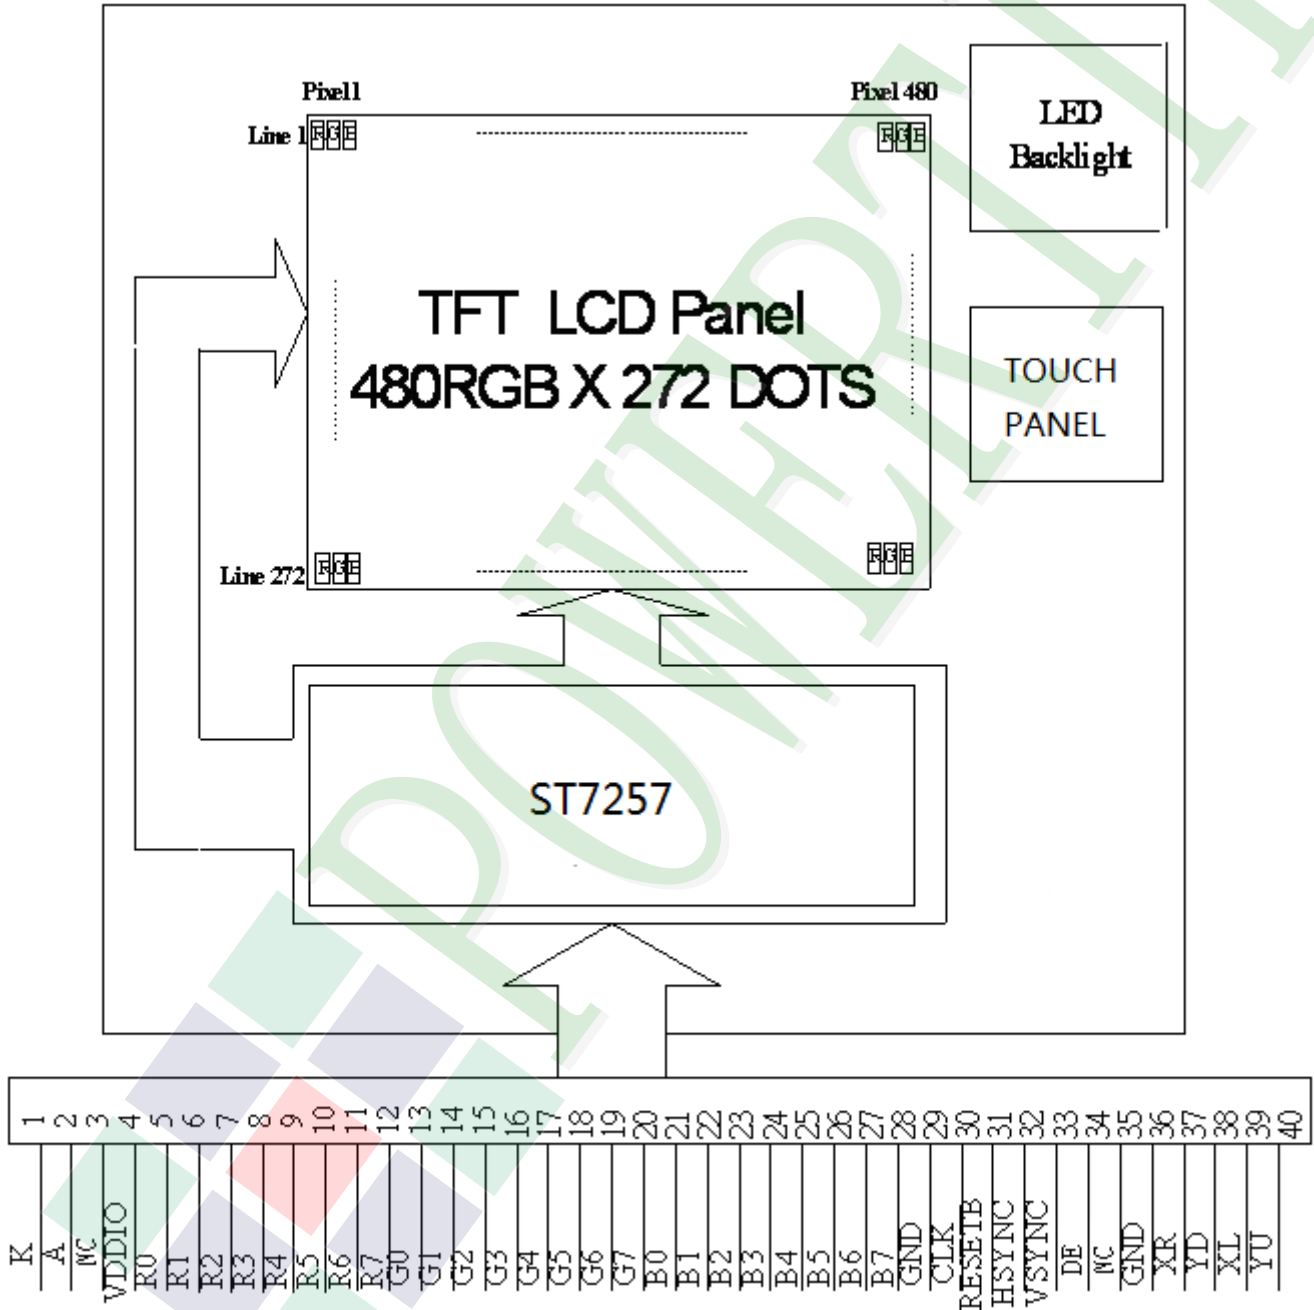 Pixel1 Pixel 480
Line 1 RGB RGB
LED
Backlight
TFT LCD Panel
480RGB X 272 DOTS
TOUCH
PANEL
Line 272 RGB RGB
ST7257
1 2 3 4 5 6 7 8 9 10 11 12 13 14 15 16 17 18 19 20 21 22 23 24 25 26 27 28 29 30 31 32 33 34 35 36 37 38 39 40
K A NC VDDIO R0 R1 R2 R3 R4 R5 R6 R7 G0 G1 G2 G3 G4 G5 G6 G7 B0 B1 B2 B3 B4 B5 B6 B7 GND CLK RESETB HSYNC VSYNC DE NC GND XR YD XL YU